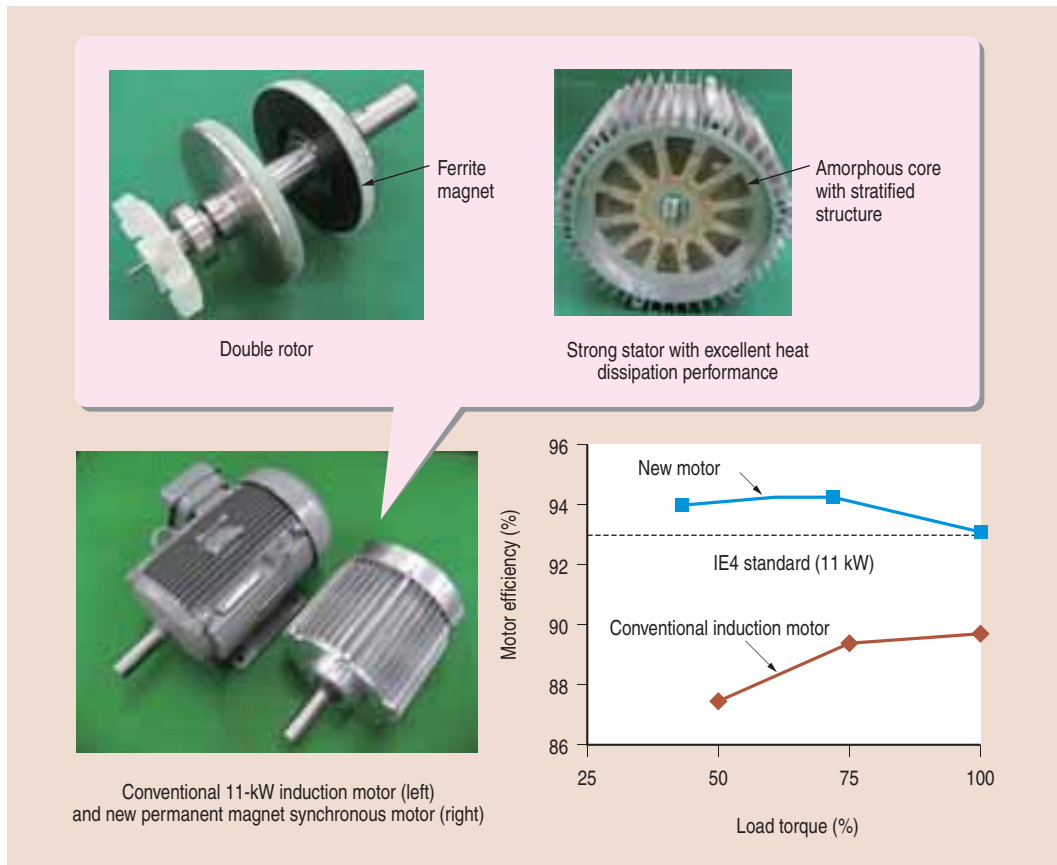 Ferrite
magnet
Double rotor
Amorphous core
with stratified
structure
Strong stator with excellent heat
dissipation performance
Conventional 11-kW induction motor (left)
and new permanent magnet synchronous motor (right)
Motor efficiency (%)
96
94
92
90
88
86
New motor
IE4 standard (11 kW)
Conventional induction motor
25 50 75 100
Load torque (%)